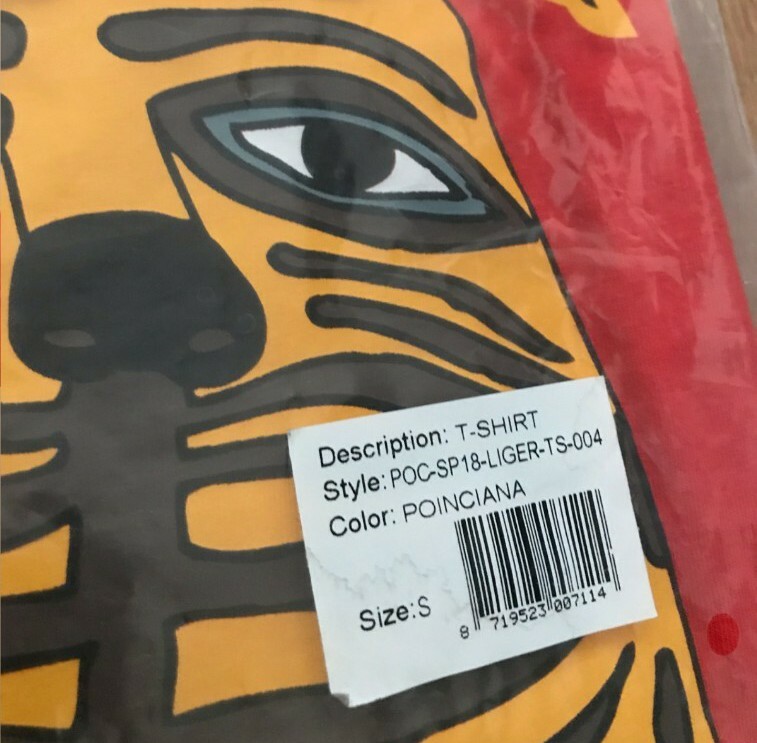 Description: T-SHIRT
Style: POC-SP18-LIGER-TS-004
Color: POINCIANA
Size:S
8 719523 007114